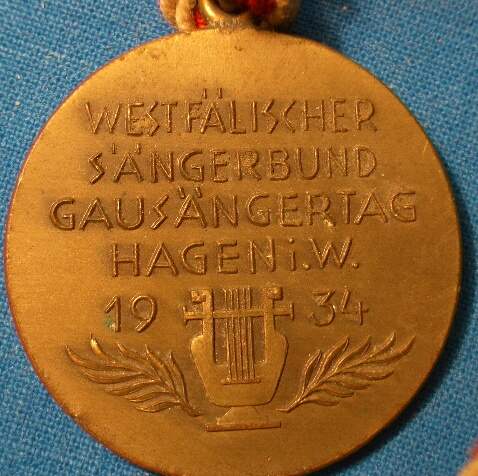 WESTFÄLISCHER
SÄNGERBUND
GAUSÄNGERTAG
HAGEN i.W.
19 34